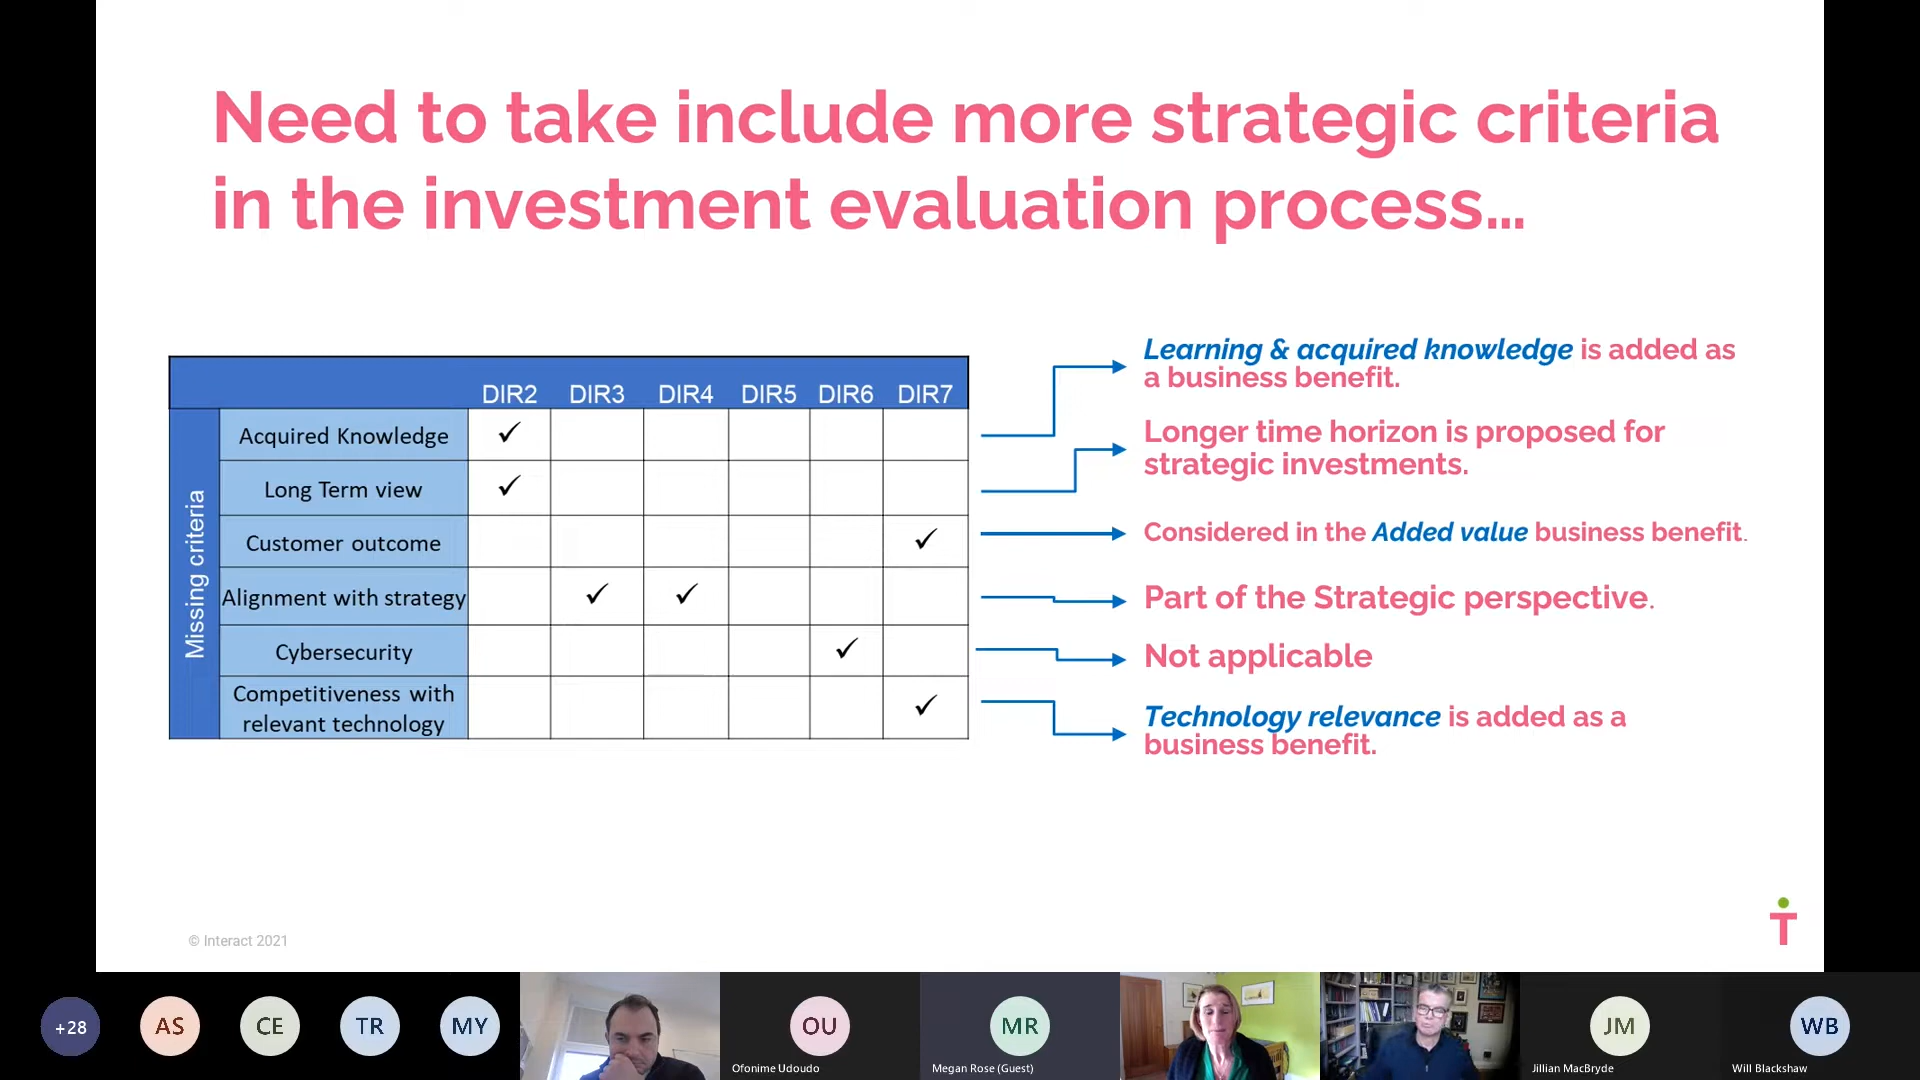 Need to take include more strategic criteria
in the investment evaluation process...
DIR2 DIR3 DIR4 DIR5 DIR6 DIR7
Missing criteria
Acquired Knowledge ✓
Long Term view ✓
Customer outcome ✓
Alignment with strategy ✓ ✓
Cybersecurity ✓
Competitiveness with
relevant technology ✓
Learning & acquired knowledge is added as
a business benefit.
Longer time horizon is proposed for
strategic investments.
Considered in the Added value business benefit.
Part of the Strategic perspective.
Not applicable
Technology relevance is added as a
business benefit.
© Interact 2021
+28 AS CE TR MY OU MR JM WB
Ofonime Udoudo
Megan Rose (Guest)
Jillian MacBryde
Will Blackshaw